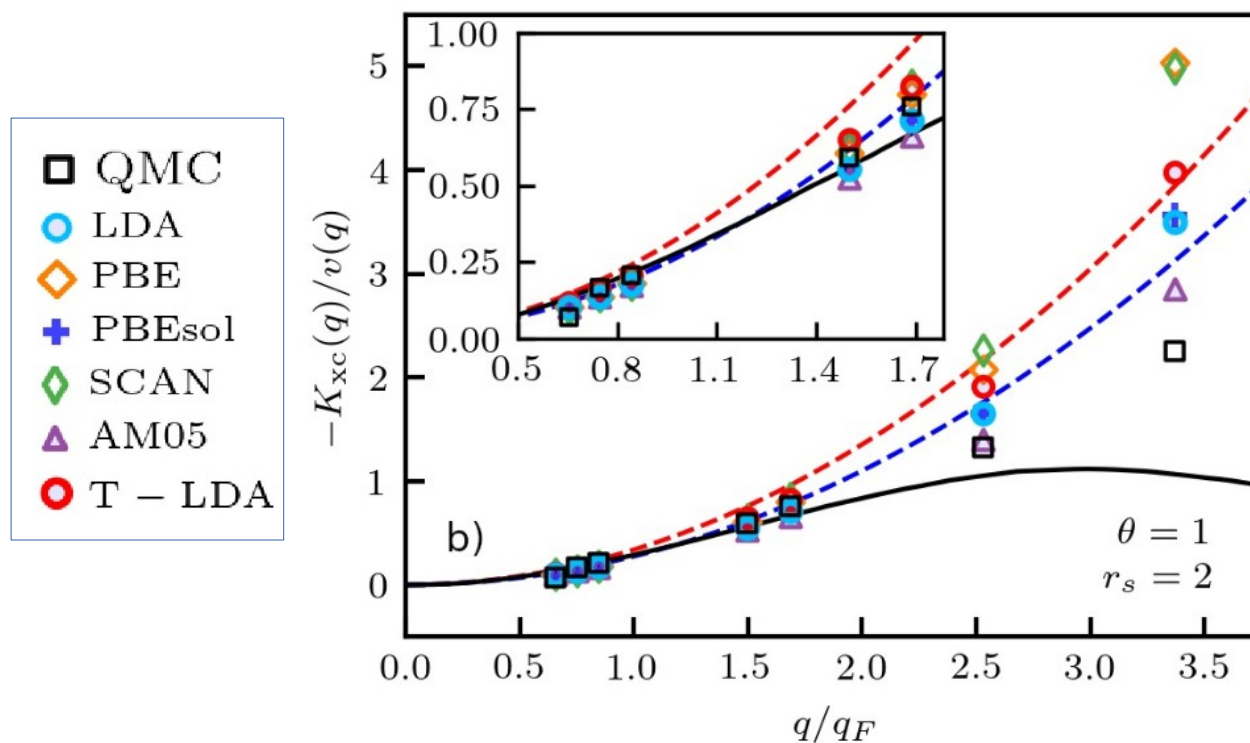 QMC
LDA
PBE
PBEsol
SCAN
AM05
T − LDA
−K_xc(q)/v(q)
5
4
3
2
1
0
1.00
0.75
0.50
0.25
0.00
0.5 0.8 1.1 1.4 1.7
b)
θ = 1
r_s = 2
0.0 0.5 1.0 1.5 2.0 2.5 3.0 3.5
q/q_F